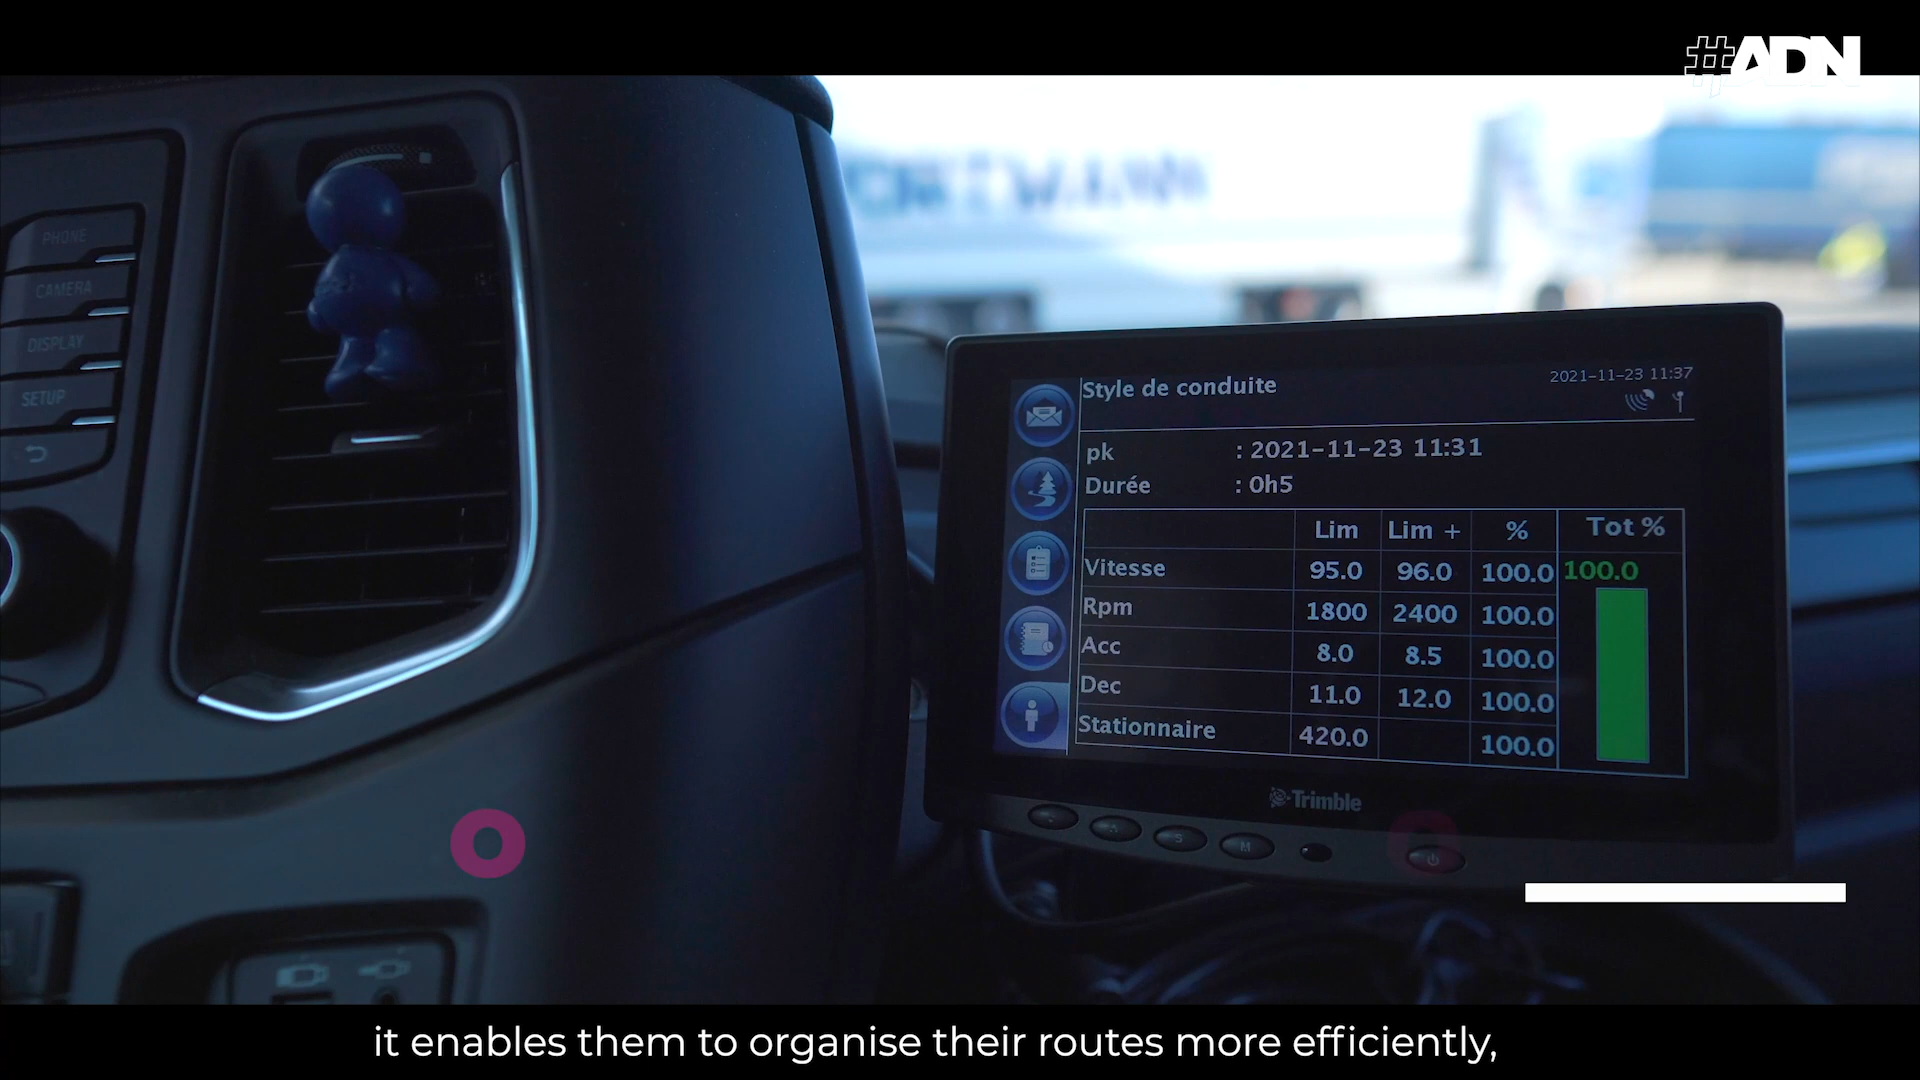 #ADN
PHONE
CAMERA
DISPLAY
SETUP
Style de conduite
2021-11-23 11:37
pk : 2021-11-23 11:31
Durée : 0h5
Lim Lim + % Tot %
Vitesse 95.0 96.0 100.0 100.0
Rpm 1800 2400 100.0
Acc 8.0 8.5 100.0
Dec 11.0 12.0 100.0
Stationnaire 420.0 100.0
Trimble
S M
it enables them to organise their routes more efficiently,